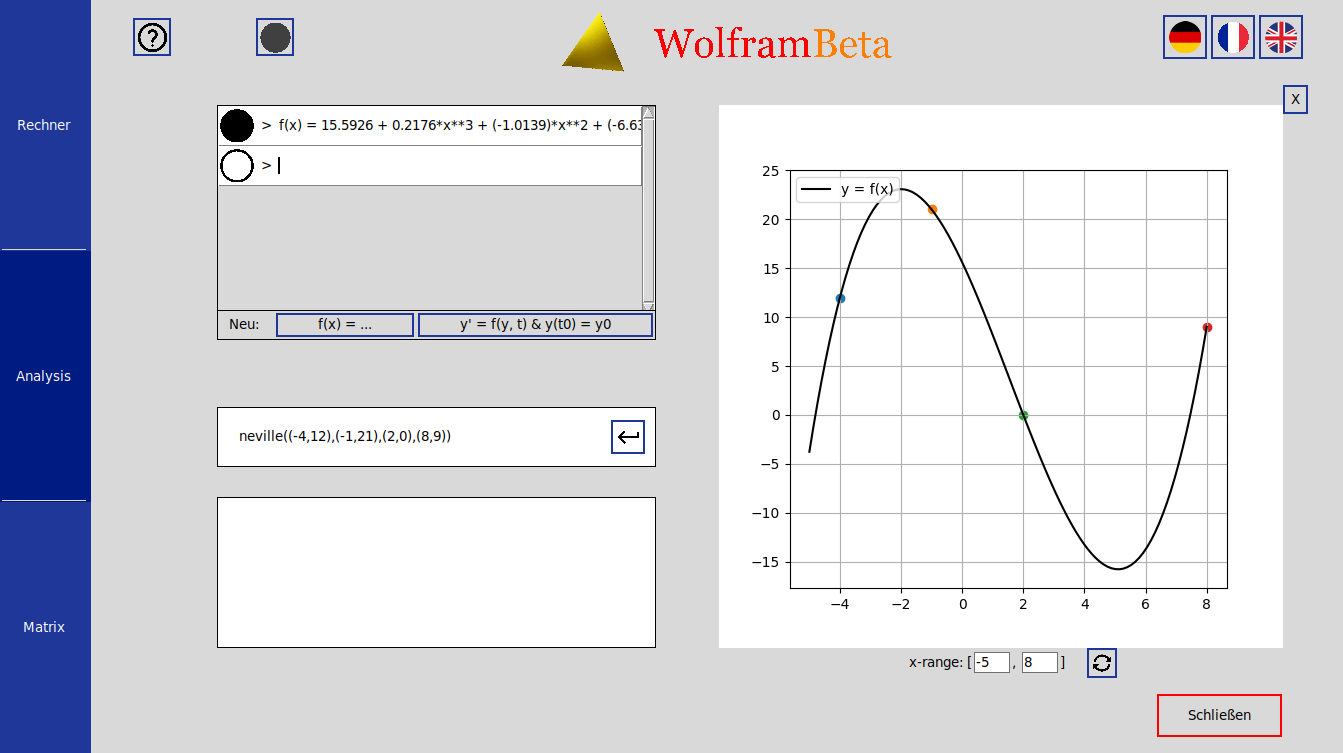 ?
WolframBeta
X
Rechner
Analysis
Matrix
> f(x) = 15.5926 + 0.2176*x**3 + (-1.0139)*x**2 + (-6.63
>
Neu:
f(x) = ...
y' = f(y, t) & y(t0) = y0
neville((-4,12),(-1,21),(2,0),(8,9))
y = f(x)
25
20
15
10
5
0
−5
−10
−15
−4 −2 0 2 4 6 8
x-range: [ -5 , 8 ]
Schließen